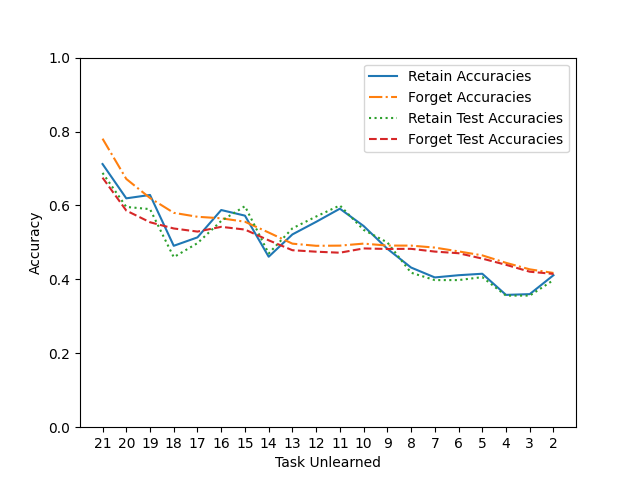 1.0
0.8
0.6
0.4
0.2
0.0
Accuracy
Retain Accuracies
Forget Accuracies
Retain Test Accuracies
Forget Test Accuracies
21 20 19 18 17 16 15 14 13 12 11 10 9 8 7 6 5 4 3 2
Task Unlearned